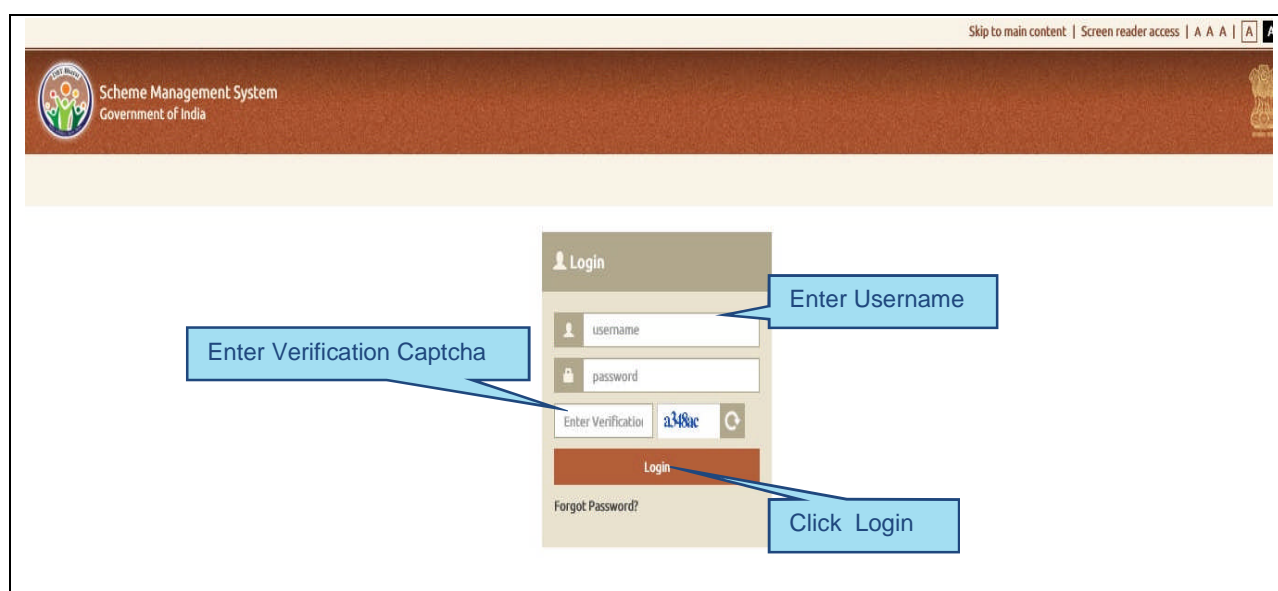 Skip to main content | Screen reader access | A A A | A A
Scheme Management System
Government of India
Login
Enter Username
username
Enter Verification Captcha
password
Enter Verification
a348ac
Login
Forgot Password?
Click Login